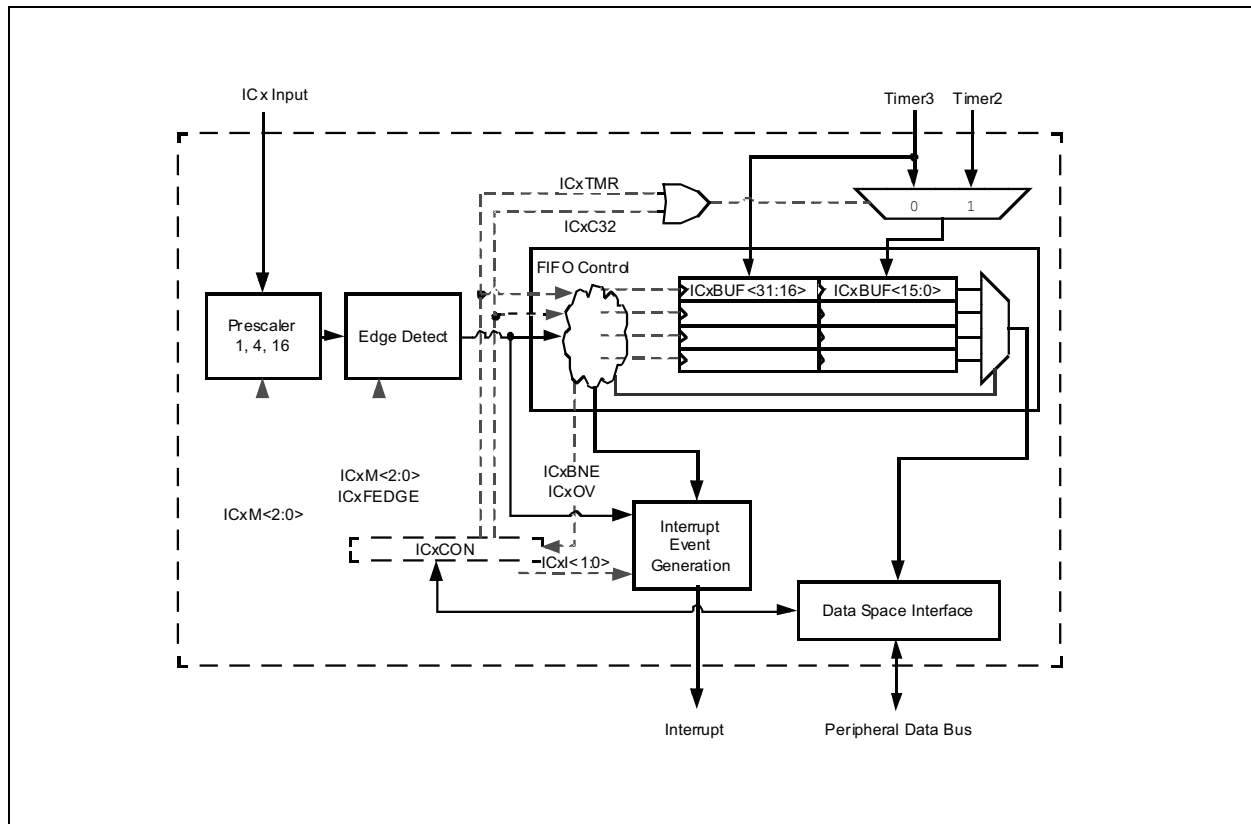 ICx Input
Timer3 Timer2
ICxTMR
0 1
ICxC32
FIFO Control
ICxBUF<31:16> ICxBUF<15:0>
Prescaler
1, 4, 16
Edge Detect
ICxM<2:0>
ICxFEDGE
ICxBNE
ICxOV
ICxM<2:0>
Interrupt
Event
Generation
ICxCON
ICxI<1:0>
Data Space Interface
Interrupt
Peripheral Data Bus